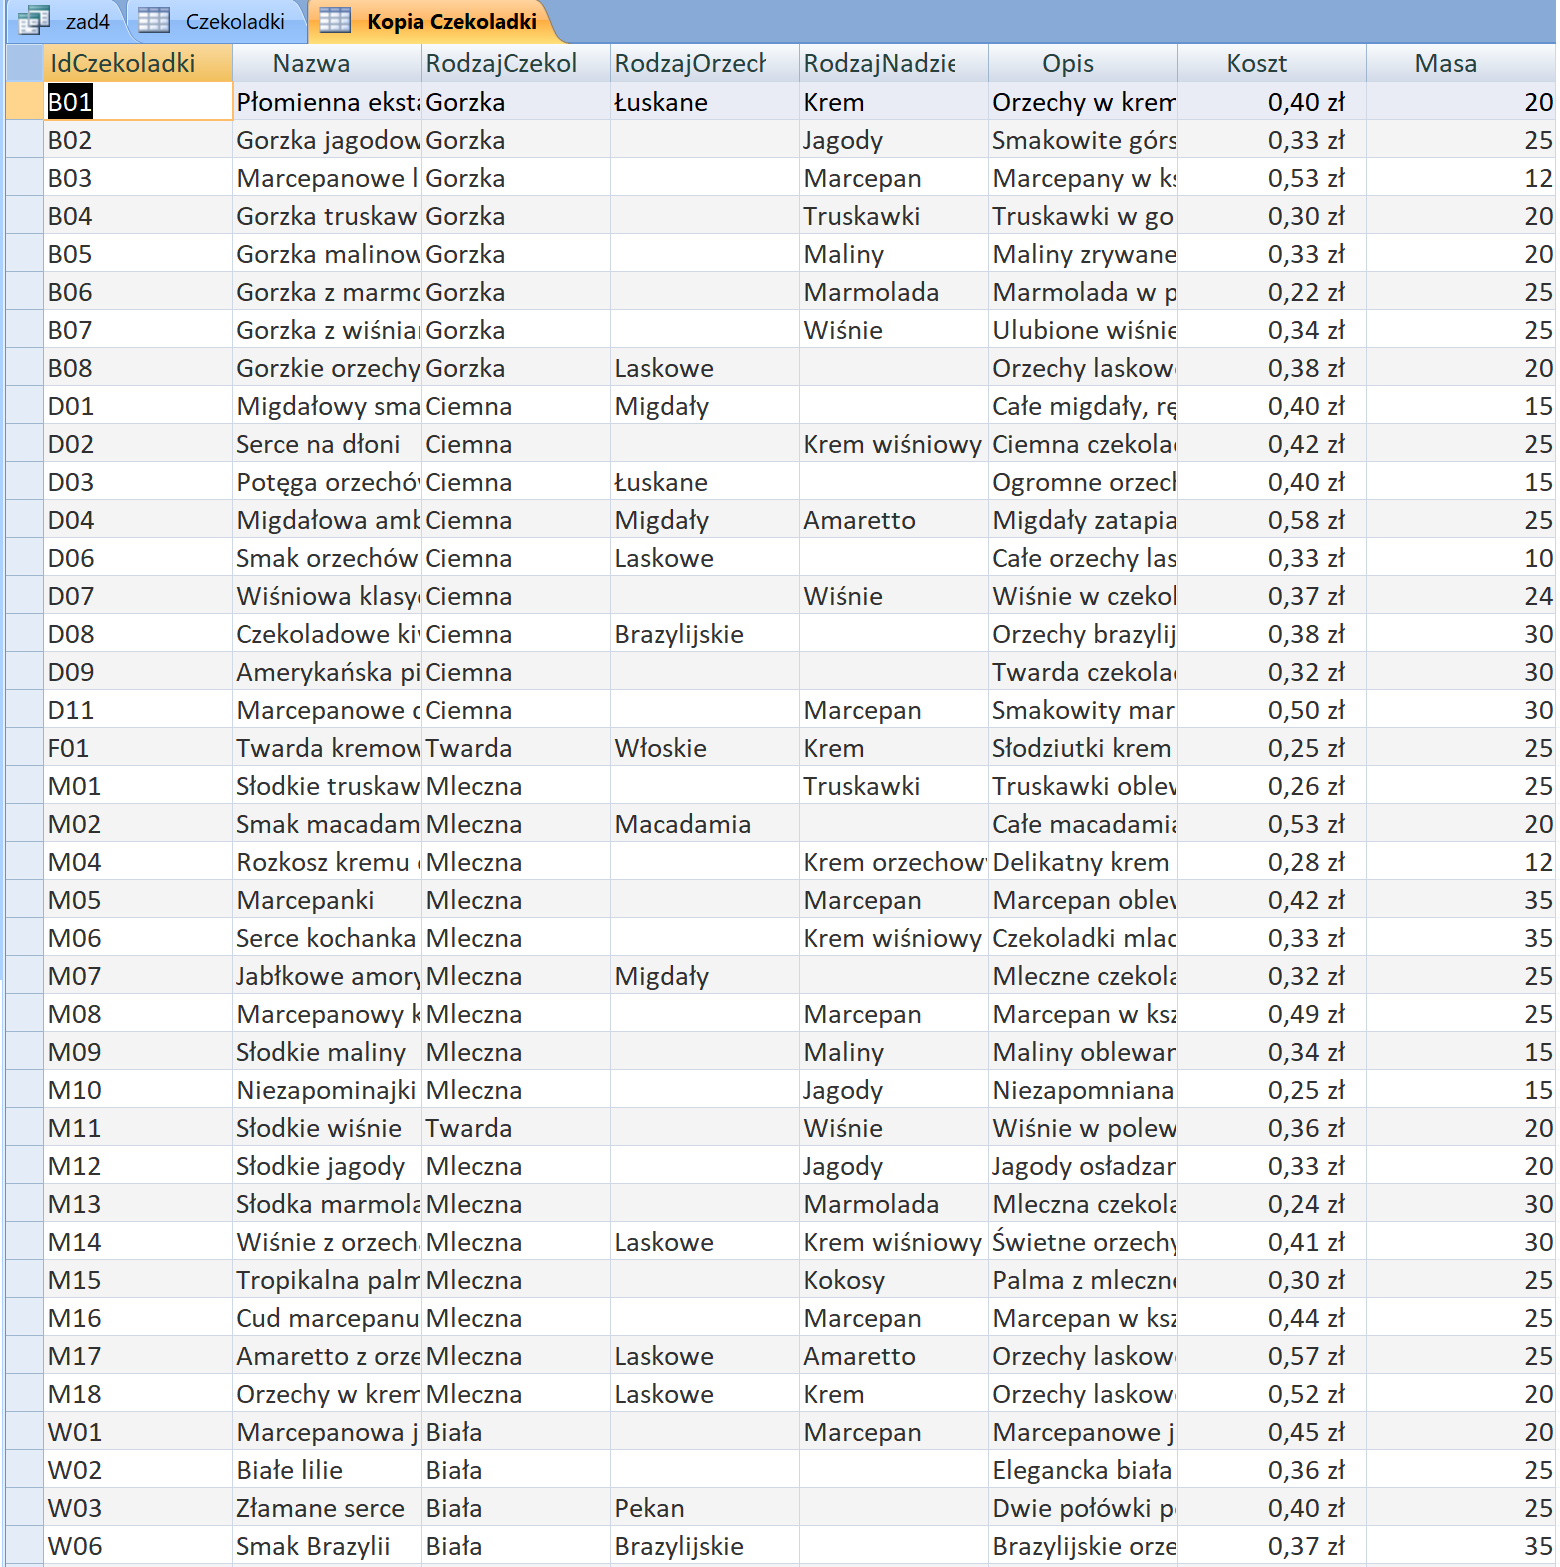 zad4 Czekoladki Kopia Czekoladki
IdCzekoladki Nazwa RodzajCzekol RodzajOrzech RodzajNadzie Opis Koszt Masa
B01 Płomienna ekst Gorzka Łuskane Krem Orzechy w krem 0,40 zł 20
B02 Gorzka jagodow Gorzka Jagody Smakowite górs 0,33 zł 25
B03 Marcepanowe l Gorzka Marcepan Marcepany w ks 0,53 zł 12
B04 Gorzka truskaw Gorzka Truskawki Truskawki w go 0,30 zł 20
B05 Gorzka malinow Gorzka Maliny Maliny zrywane 0,33 zł 20
B06 Gorzka z marmo Gorzka Marmolada Marmolada w p 0,22 zł 25
B07 Gorzka z wiśnia Gorzka Wiśnie Ulubione wiśnie 0,34 zł 25
B08 Gorzkie orzechy Gorzka Laskowe Orzechy laskow 0,38 zł 20
D01 Migdałowy sma Ciemna Migdały Całe migdały, rę 0,40 zł 15
D02 Serce na dłoni Ciemna Krem wiśniowy Ciemna czekola 0,42 zł 25
D03 Potęga orzechó Ciemna Łuskane Ogromne orzech 0,40 zł 15
D04 Migdałowa amb Ciemna Migdały Amaretto Migdały zatapia 0,58 zł 25
D06 Smak orzechów Ciemna Laskowe Całe orzechy las 0,33 zł 10
D07 Wiśniowa klasy Ciemna Wiśnie Wiśnie w czekol 0,37 zł 24
D08 Czekoladowe ki Ciemna Brazylijskie Orzechy brazylij 0,38 zł 30
D09 Amerykańska pi Ciemna Twarda czekola 0,32 zł 30
D11 Marcepanowe c Ciemna Marcepan Smakowity mar 0,50 zł 30
F01 Twarda kremow Twarda Włoskie Krem Słodziutki krem 0,25 zł 25
M01 Słodkie truskaw Mleczna Truskawki Truskawki oblew 0,26 zł 25
M02 Smak macadam Mleczna Macadamia Całe macadamia 0,53 zł 20
M04 Rozkosz kremu Mleczna Krem orzechow Delikatny krem 0,28 zł 12
M05 Marcepanki Mleczna Marcepan Marcepan oblew 0,42 zł 35
M06 Serce kochanka Mleczna Krem wiśniowy Czekoladki mlac 0,33 zł 35
M07 Jabłkowe amory Mleczna Migdały Mleczne czekola 0,32 zł 25
M08 Marcepanowy k Mleczna Marcepan Marcepan w ksz 0,49 zł 25
M09 Słodkie maliny Mleczna Maliny Maliny oblewan 0,34 zł 15
M10 Niezapominajki Mleczna Jagody Niezapomniana 0,25 zł 15
M11 Słodkie wiśnie Twarda Wiśnie Wiśnie w polew 0,36 zł 20
M12 Słodkie jagody Mleczna Jagody Jagody osładzan 0,33 zł 20
M13 Słodka marmola Mleczna Marmolada Mleczna czekola 0,24 zł 30
M14 Wiśnie z orzech Mleczna Laskowe Krem wiśniowy Świetne orzechy 0,41 zł 30
M15 Tropikalna palm Mleczna Kokosy Palma z mleczn 0,30 zł 25
M16 Cud marcepanu Mleczna Marcepan Marcepan w ksz 0,44 zł 25
M17 Amaretto z orze Mleczna Laskowe Amaretto Orzechy laskow 0,57 zł 25
M18 Orzechy w krem Mleczna Laskowe Krem Orzechy laskow 0,52 zł 20
W01 Marcepanowa j Biała Marcepan Marcepanowe j 0,45 zł 20
W02 Białe lilie Biała Elegancka biała 0,36 zł 25
W03 Złamane serce Biała Pekan Dwie połówki p 0,40 zł 25
W06 Smak Brazylii Biała Brazylijskie Brazylijskie orze 0,37 zł 35